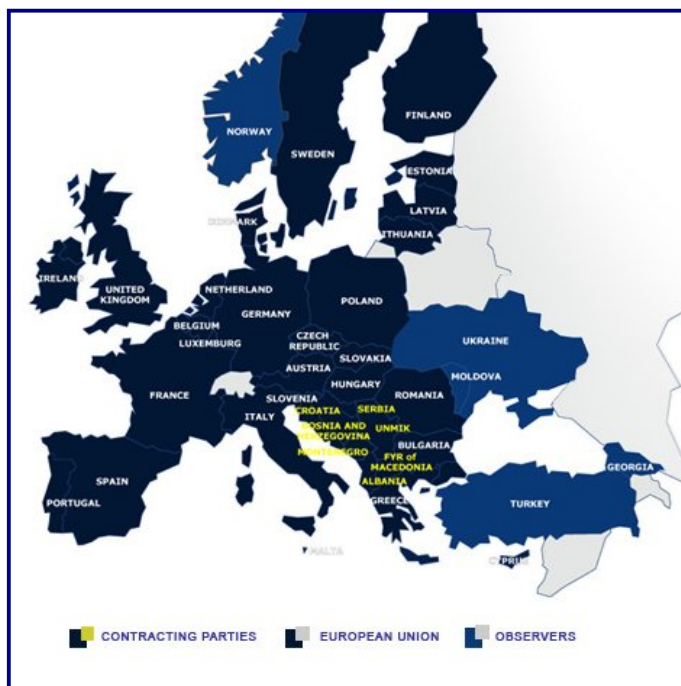 FINLAND
NORWAY
SWEDEN
ESTONIA
LATVIA
ITHUANIA
DENMARK
IRELAND
UNITED
KINGDOM
NETHERLAND
POLAND
GERMANY
BELGIUM
LUXEMBURG
CZECH
REPUBLIC
SLOVAKIA
AUSTRIA
HUNGARY
UKRAINE
MOLDOVA
FRANCE
SLOVENIA
ROMANIA
ITALY
CROATIA
SERBIA
BOSNIA AND
HERZEGOVINA
UNMIK
BULGARIA
MONTENEGRO
FYR of
MACEDONIA
ALBANIA
GREECE
SPAIN
PORTUGAL
TURKEY
GEORGIA
MALTA
CYPRUS
CONTRACTING PARTIES
EUROPEAN UNION
OBSERVERS